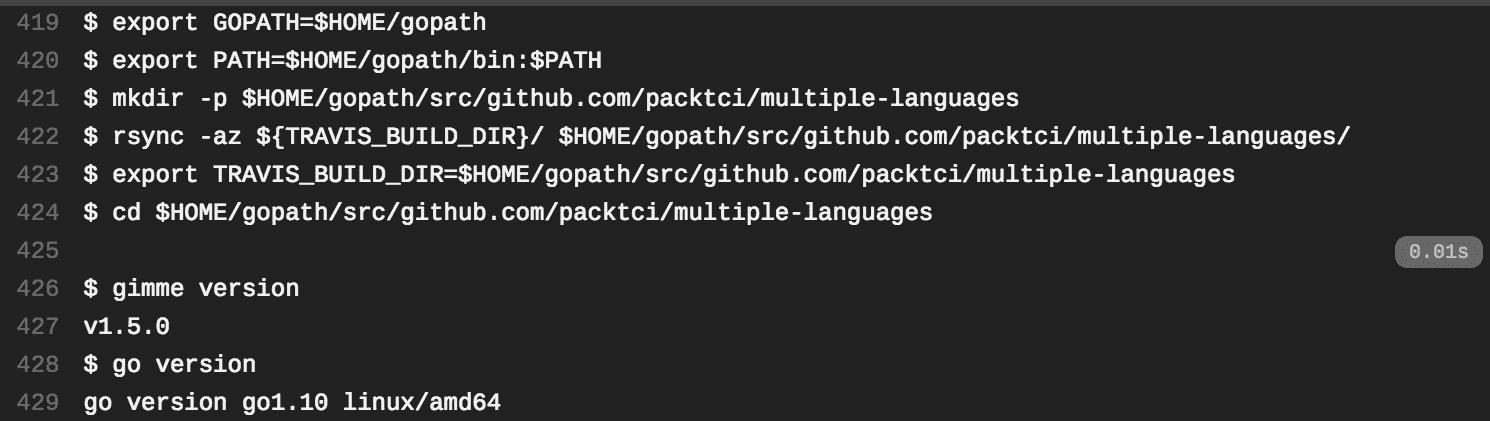 419 $ export GOPATH=$HOME/gopath
420 $ export PATH=$HOME/gopath/bin:$PATH
421 $ mkdir -p $HOME/gopath/src/github.com/packtci/multiple-languages
422 $ rsync -az ${TRAVIS_BUILD_DIR}/ $HOME/gopath/src/github.com/packtci/multiple-languages/
423 $ export TRAVIS_BUILD_DIR=$HOME/gopath/src/github.com/packtci/multiple-languages
424 $ cd $HOME/gopath/src/github.com/packtci/multiple-languages
425 0.01s
426 $ gimme version
427 v1.5.0
428 $ go version
429 go version go1.10 linux/amd64